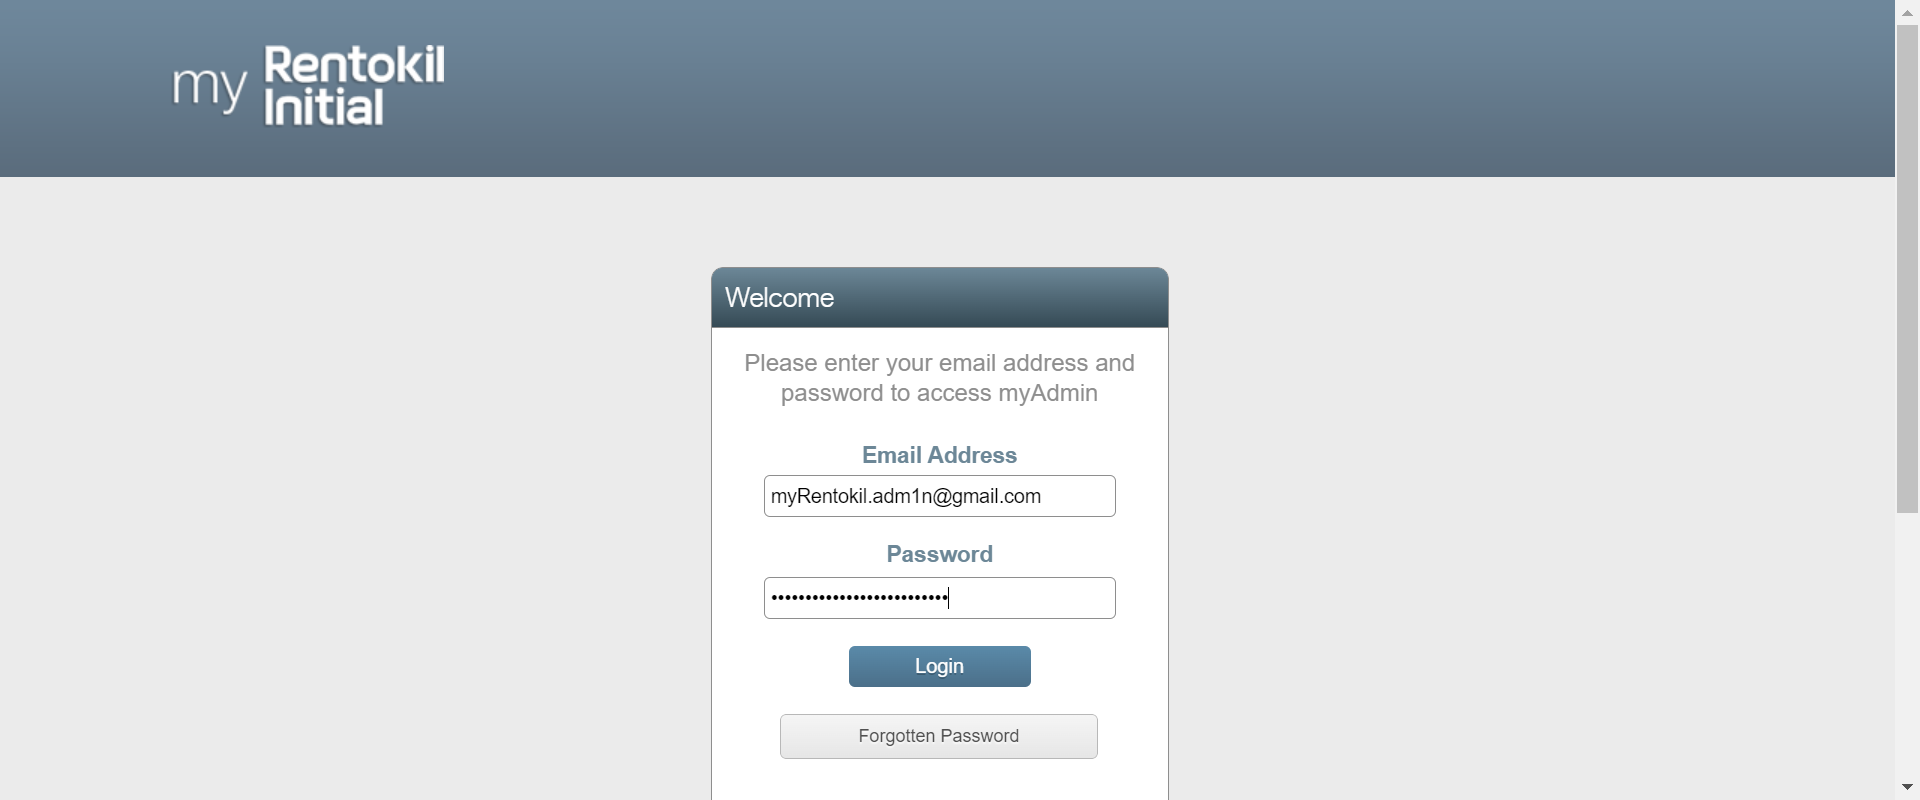 my Rentokil
Initial
Welcome
Please enter your email address and
password to access myAdmin
Email Address
myRentokil.adm1n@gmail.com
Password
••••••••••••••••••••••••••
Login
Forgotten Password